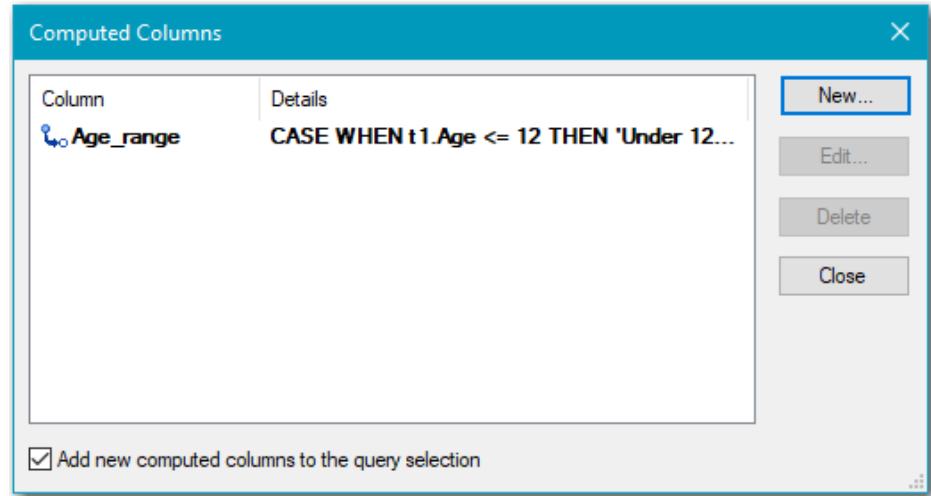 Computed Columns
Column Details
New...
Age_range CASE WHEN t1.Age <= 12 THEN 'Under 12...
Edit...
Delete
Close
Add new computed columns to the query selection